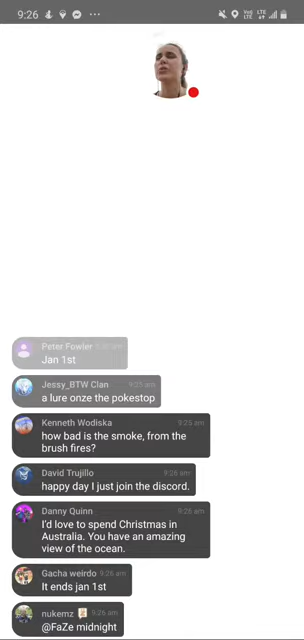 9:26
Vo)
LTE LTE
Peter Fowler
Jan 1st
Jessy_BTW Clan 9:25 am
a lure onze the pokestop
Kenneth Wodiska 9:25 am
how bad is the smoke, from the
brush fires?
David Trujillo 9:26 am
happy day I just join the discord.
Danny Quinn 9:26 am
I'd love to spend Christmas in
Australia. You have an amazing
view of the ocean.
Gacha weirdo 9:26 am
It ends jan 1st
nukemz 9:26 am
@FaZe midnight